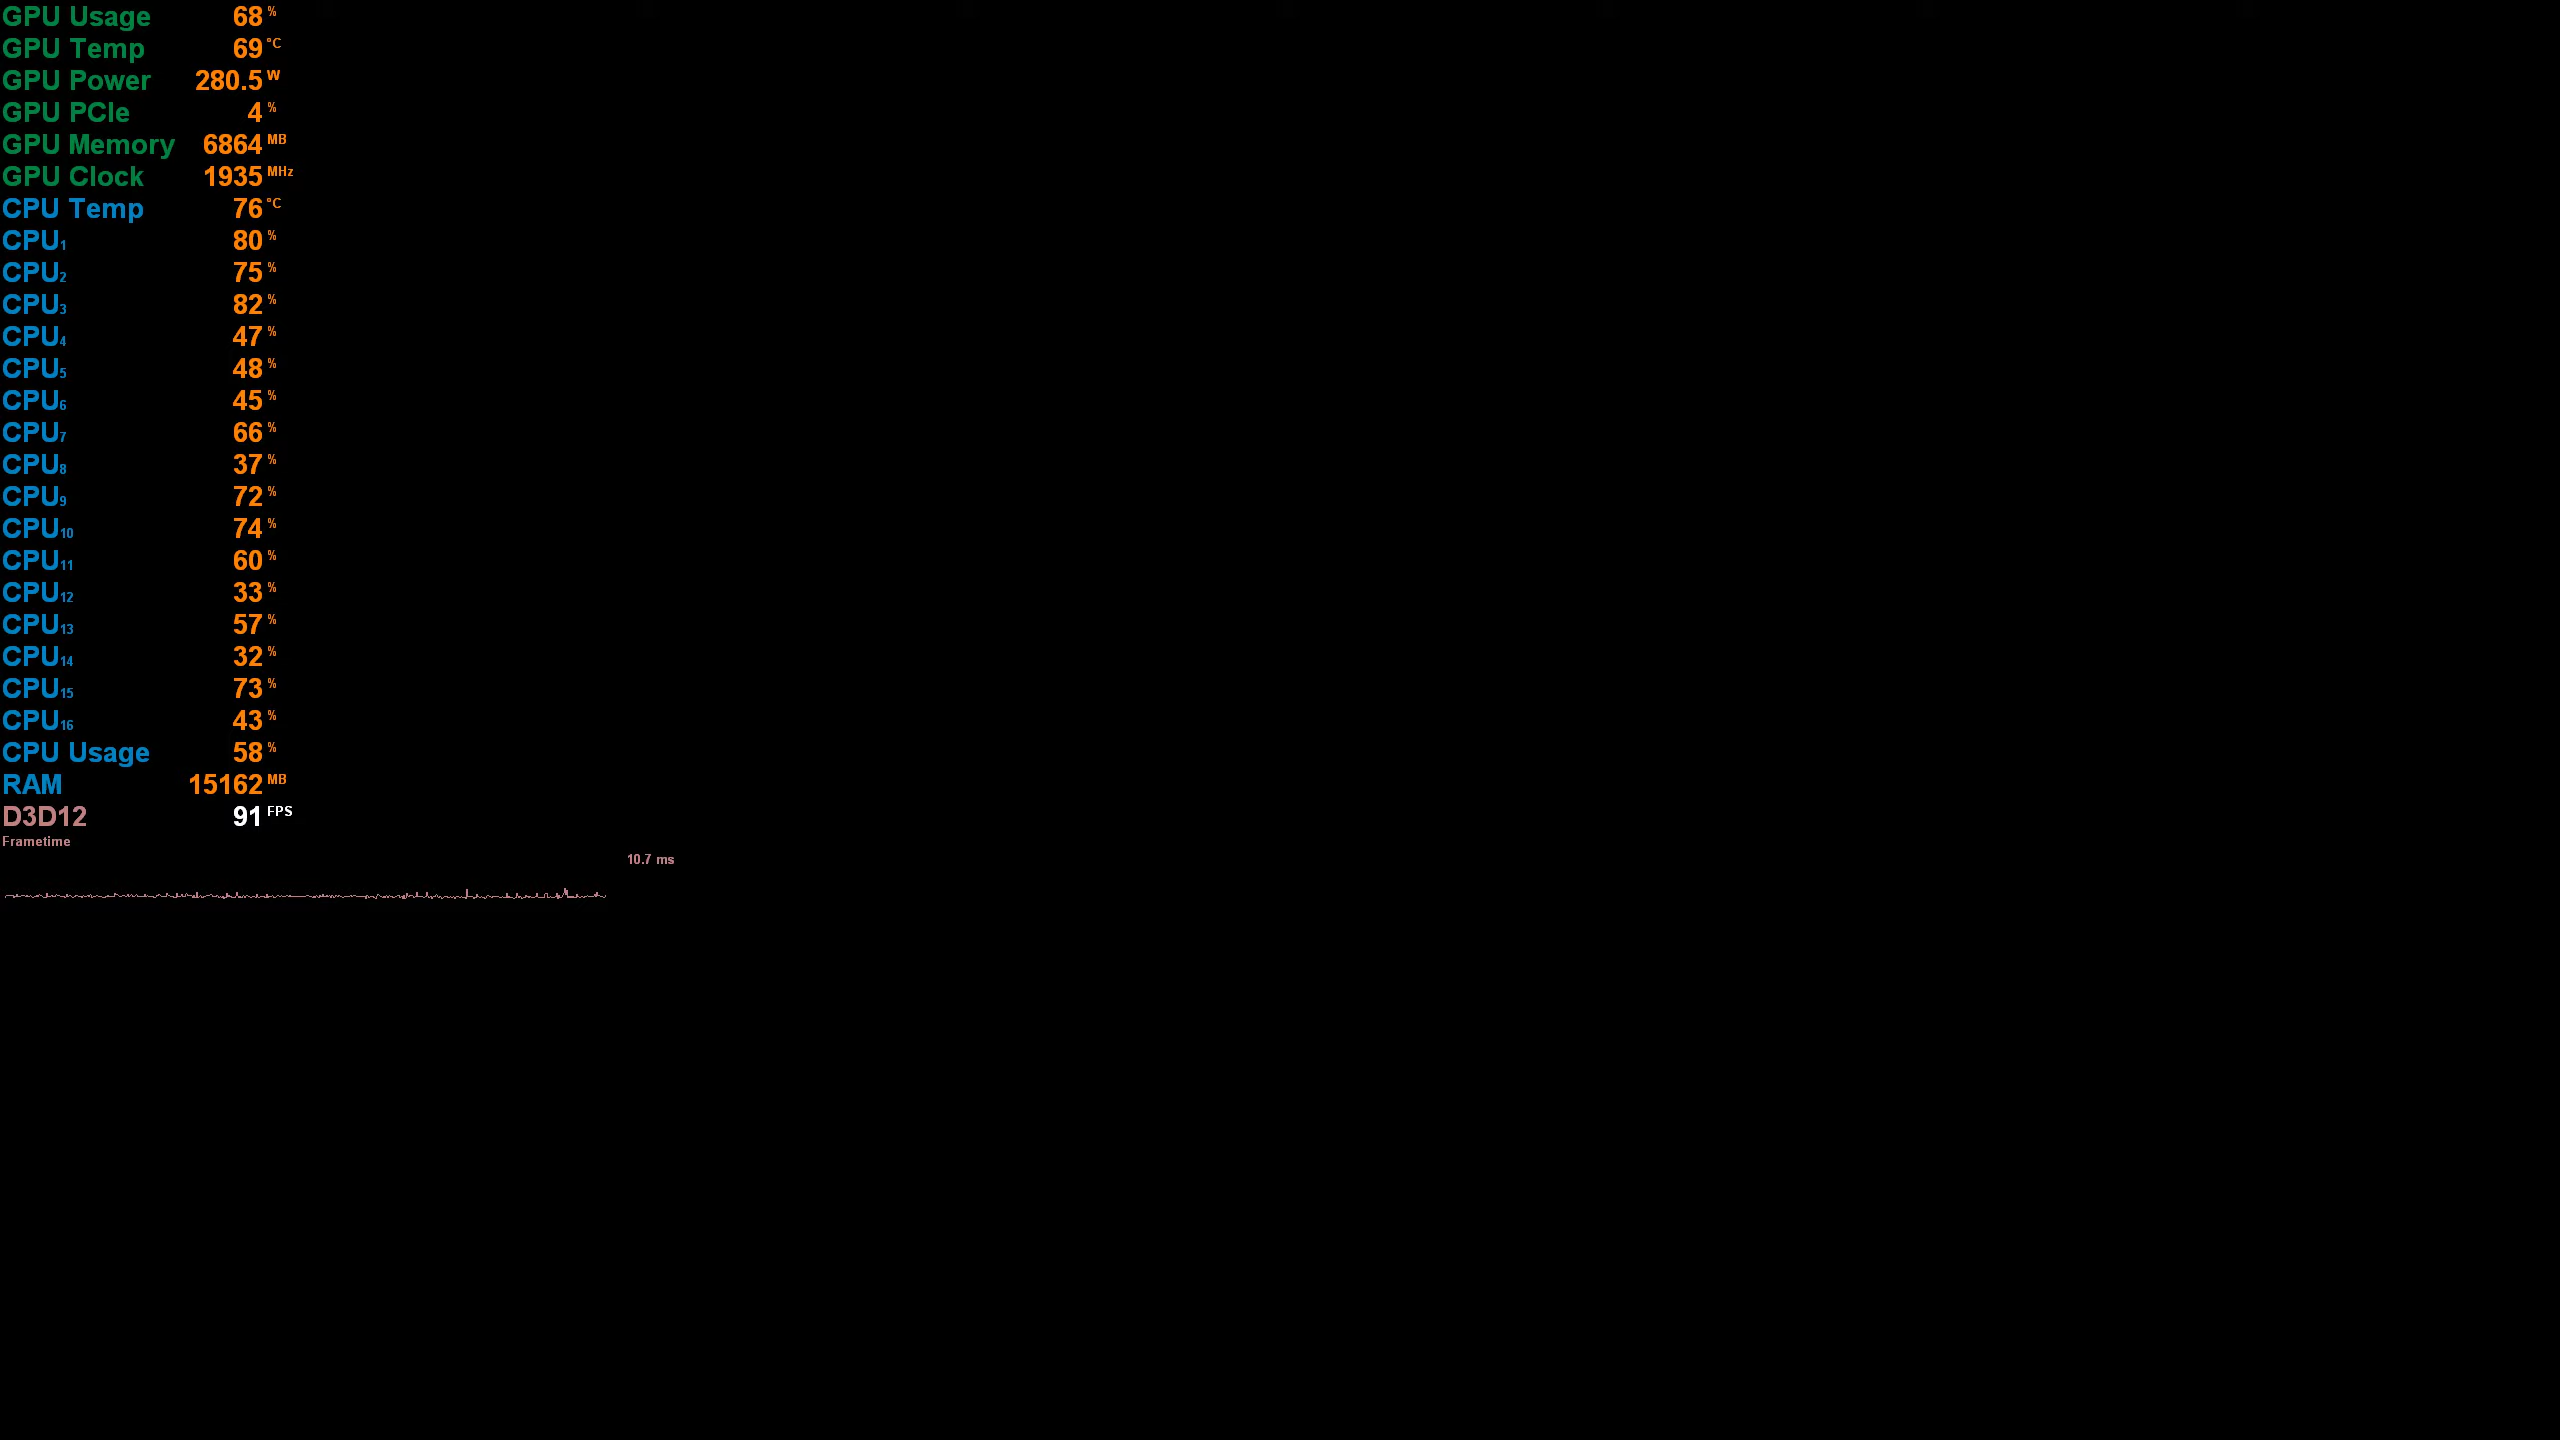 GPU Usage 68 %
GPU Temp 69 °C
GPU Power 280.5 W
GPU PCIe 4 %
GPU Memory 6864 MB
GPU Clock 1935 MHz
CPU Temp 76 °C
CPU1 80 %
CPU2 75 %
CPU3 82 %
CPU4 47 %
CPU5 48 %
CPU6 45 %
CPU7 66 %
CPU8 37 %
CPU9 72 %
CPU10 74 %
CPU11 60 %
CPU12 33 %
CPU13 57 %
CPU14 32 %
CPU15 73 %
CPU16 43 %
CPU Usage 58 %
RAM 15162 MB
D3D12 91 FPS
Frametime
10.7 ms